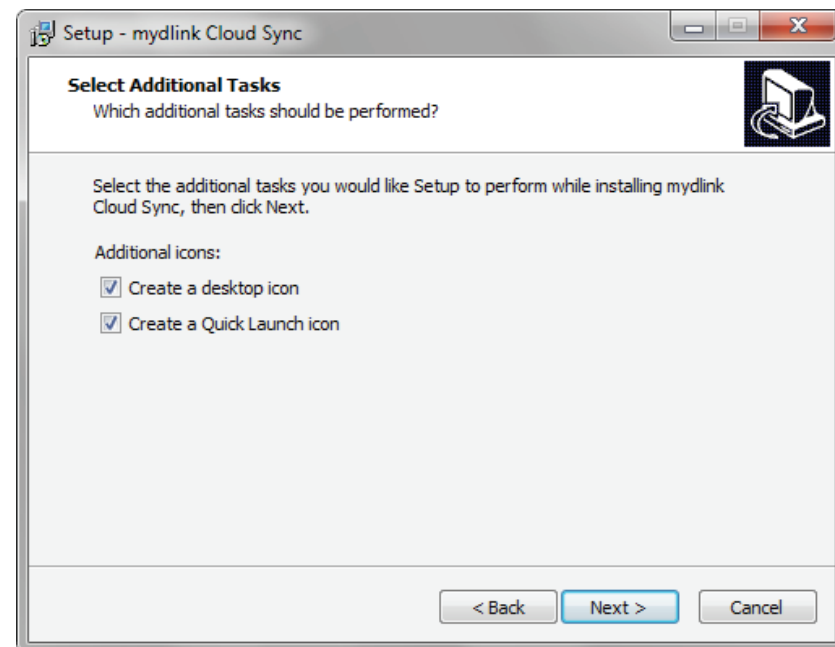 Setup - mydlink Cloud Sync
Select Additional Tasks
Which additional tasks should be performed?
Select the additional tasks you would like Setup to perform while installing mydlink
Cloud Sync, then click Next.
Additional icons:
Create a desktop icon
Create a Quick Launch icon
< Back Next > Cancel